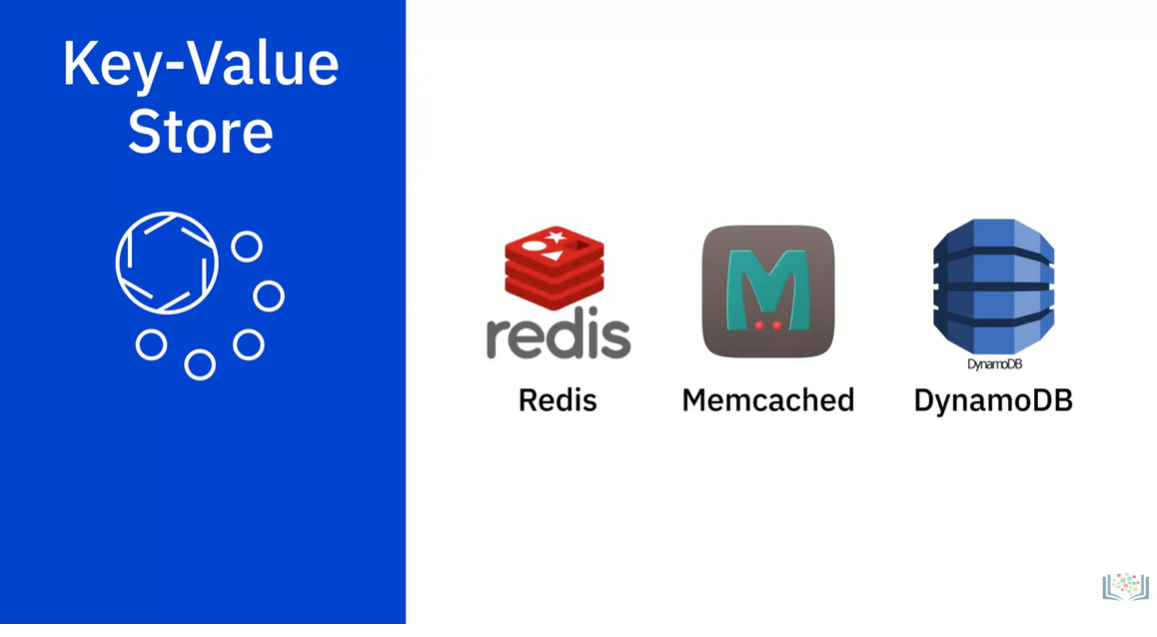 Key-Value
Store
redis
DynamoDB
Redis
Memcached
DynamoDB